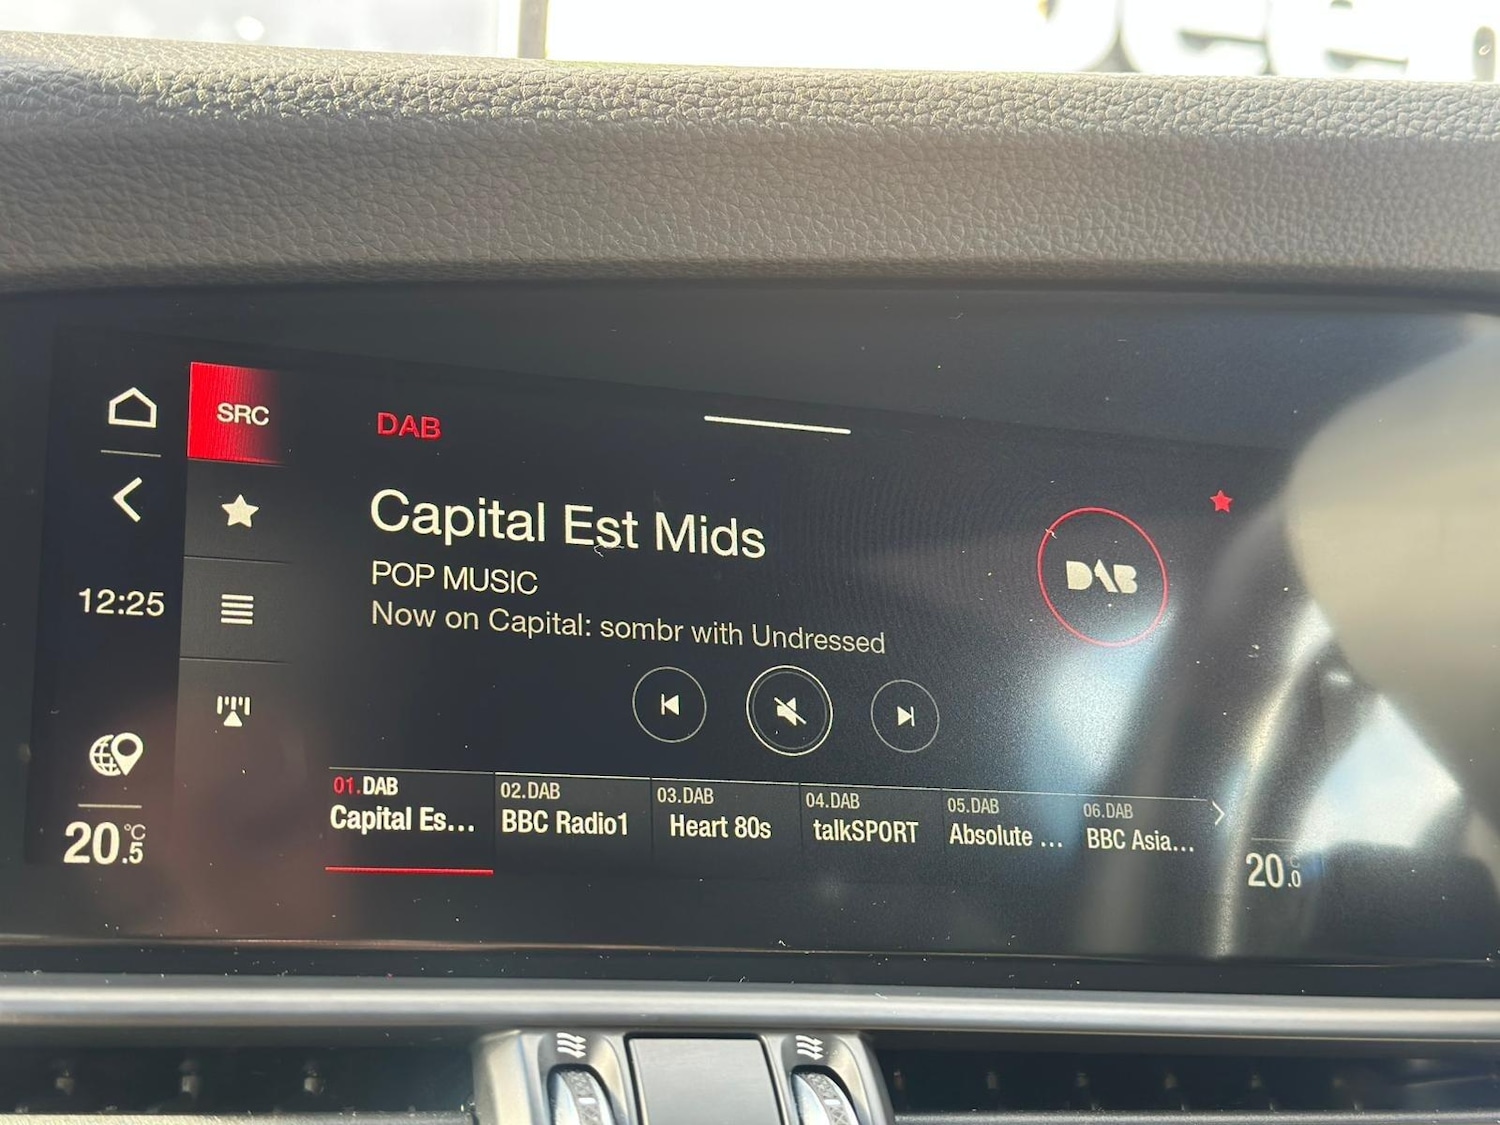 SRC
DAB
Capital Est Mids
POP MUSIC
Now on Capital: sombr with Undressed
DAB
12:25
01.DAB
Capital Es...
02.DAB
BBC Radio1
03.DAB
Heart 80s
04.DAB
talkSPORT
05.DAB
Absolute ...
06.DAB
BBC Asia...
20.5°C
20.0°C